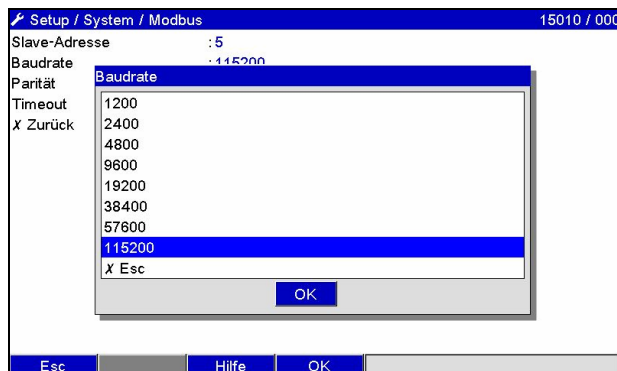 Setup / System / Modbus 15010 / 000
Slave-Adresse : 5
Baudrate : 115200
Parität
Timeout
X Zurück
Baudrate
1200
2400
4800
9600
19200
38400
57600
115200
X Esc
OK
Esc Hilfe OK